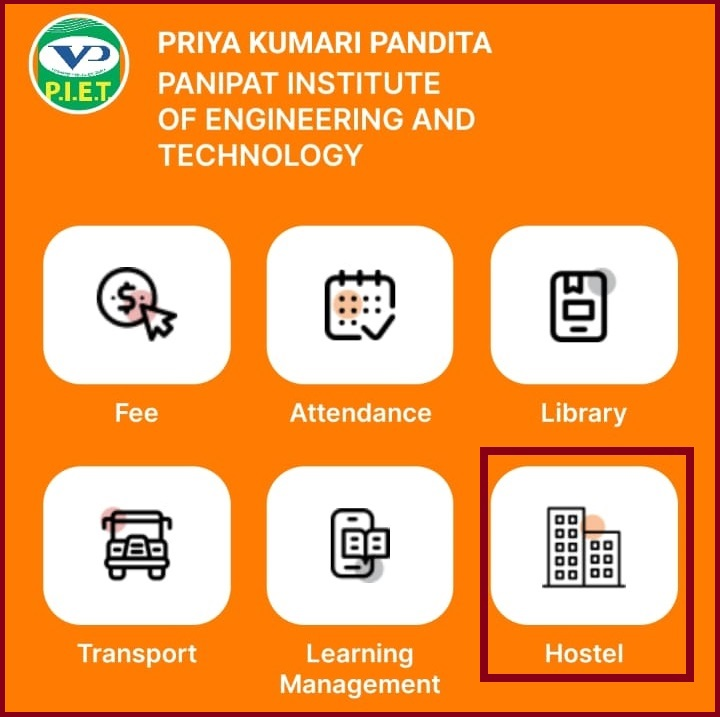 P.I.E.T.
PRIYA KUMARI PANDITA
PANIPAT INSTITUTE
OF ENGINEERING AND
TECHNOLOGY
Fee
Attendance
Library
Transport
Learning
Management
Hostel